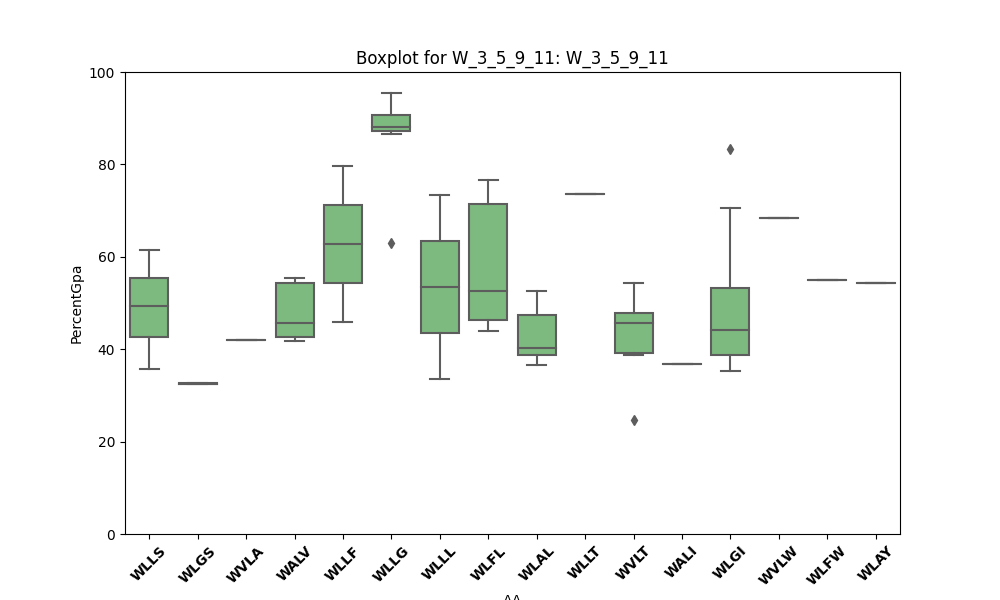 Boxplot for W_3_5_9_11: W_3_5_9_11
PercentGpa
100
80
60
40
20
0
WLLS WLGS WVLA WALV WLLF WLLG WLLL WLFL WLAL WLLT WVLT WALI WLGI WVLW WLFW WLAY
AA